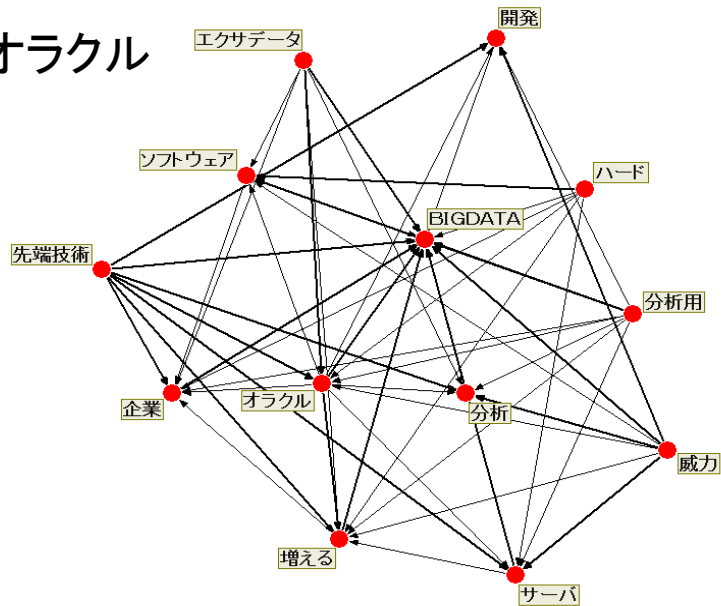 オラクル
エクサデータ
開発
ソフトウェア
ハード
BIGDATA
先端技術
分析用
企業
オラクル
分析
威力
増える
サーバ